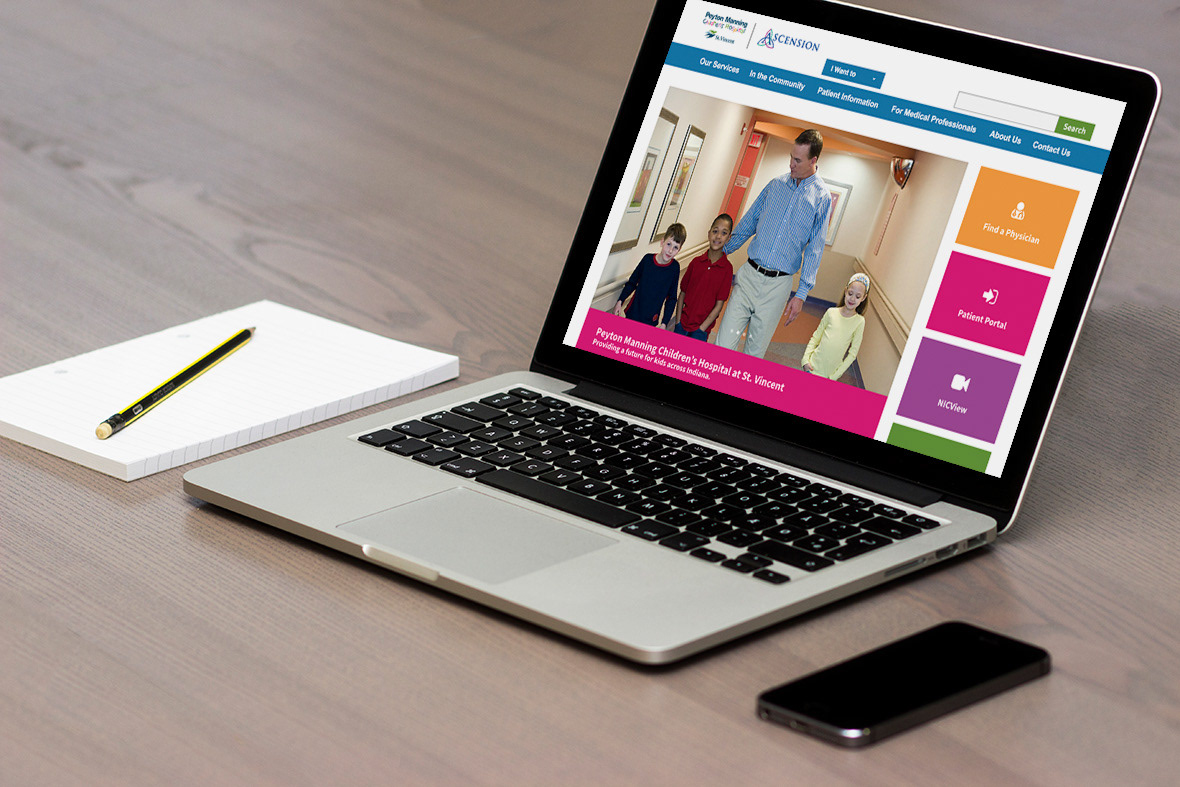 Peyton Manning
Children's Hospital
St.Vincent
ASCENSION
I Want to
Search
Our Services
In the Community
Patient Information
For Medical Professionals
About Us
Contact Us
Find a Physician
Patient Portal
NICView
Peyton Manning Children's Hospital at St. Vincent
Providing a future for kids across Indiana.